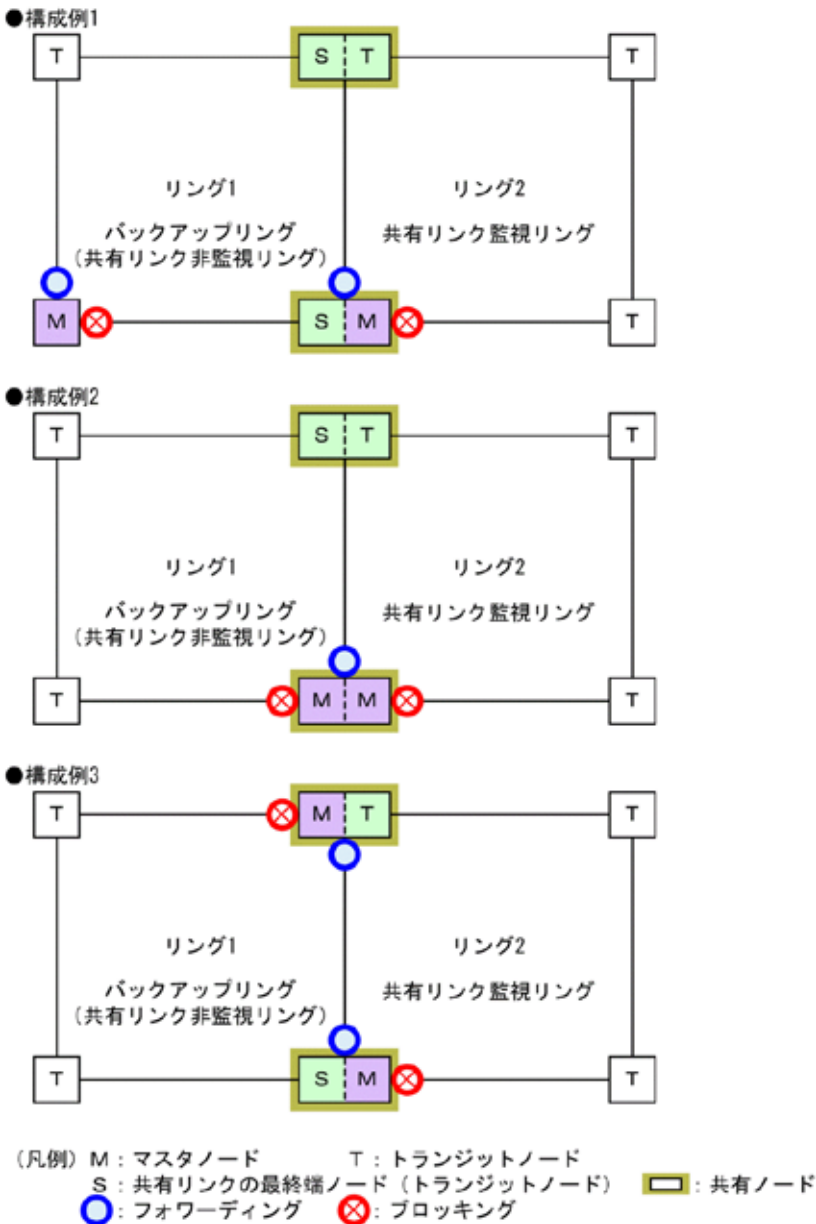 ●構成例1
T
S T
T
リング1
リング2
バックアップリング
共有リンク監視リング
(共有リンク非監視リング)
M
S M
T
●構成例2
T
S T
T
リング1
リング2
バックアップリング
共有リンク監視リング
(共有リンク非監視リング)
T
M M
T
●構成例3
T
M T
T
リング1
リング2
バックアップリング
共有リンク監視リング
(共有リンク非監視リング)
T
S M
T
(凡例) M:マスタノード T:トランジットノード
S:共有リンクの最終端ノード(トランジットノード) :共有ノード
:フォワーディング :ブロッキング